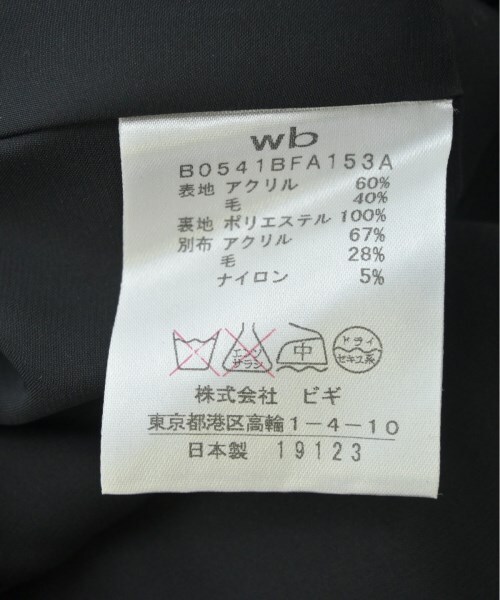 wb
B0541BFA153A
表地 アクリル 60%
毛 40%
裏地 ポリエステル 100%
別布 アクリル 67%
毛 28%
ナイロン 5%
エンソ サラシ 中 ドライ セキユ系
株式会社 ビギ
東京都港区高輪1-4-10
日本製 19123